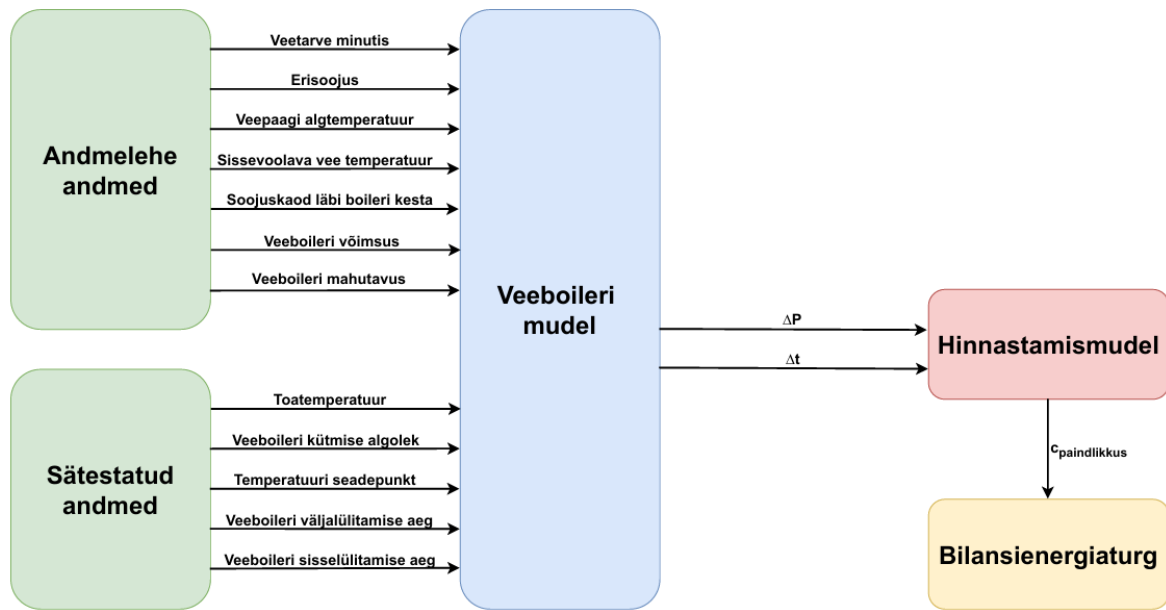 Andmelehe
andmed
Veetarve minutis
Erisoojus
Veepaagi algtemperatuur
Sissevoolava vee temperatuur
Soojuskaod läbi boileri kesta
Veeboileri võimsus
Veeboileri mahutavus
Sätestatud
andmed
Toatemperatuur
Veeboileri kütmise algolek
Temperatuuri seadepunkt
Veeboileri väljalülitamise aeg
Veeboileri sisselülitamise aeg
Veeboileri
mudel
ΔP
Δt
Hinnastamismudel
cpaindlikkus
Bilansienergiaturg